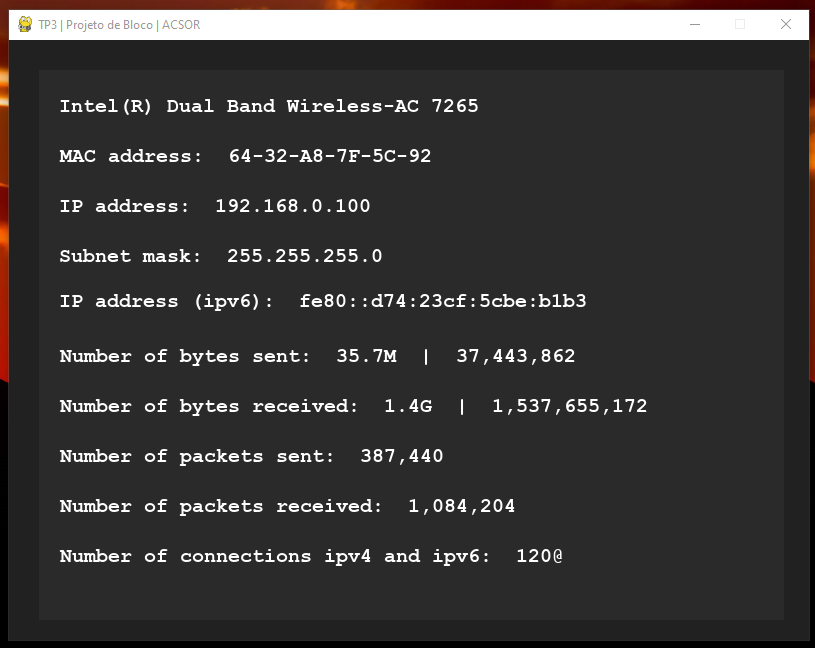 TP3 | Projeto de Bloco | ACSOR
Intel(R) Dual Band Wireless-AC 7265
MAC address:  64-32-A8-7F-5C-92
IP address:  192.168.0.100
Subnet mask:  255.255.255.0
IP address (ipv6):  fe80::d74:23cf:5cbe:b1b3
Number of bytes sent:  35.7M  |  37,443,862
Number of bytes received:  1.4G  |  1,537,655,172
Number of packets sent:  387,440
Number of packets received:  1,084,204
Number of connections ipv4 and ipv6:  120@